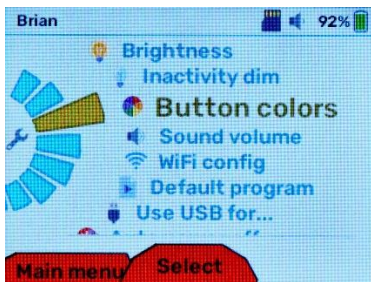 Brian 92%
Brightness
Inactivity dim
Button colors
Sound volume
WiFi config
Default program
Use USB for...
Main menu Select